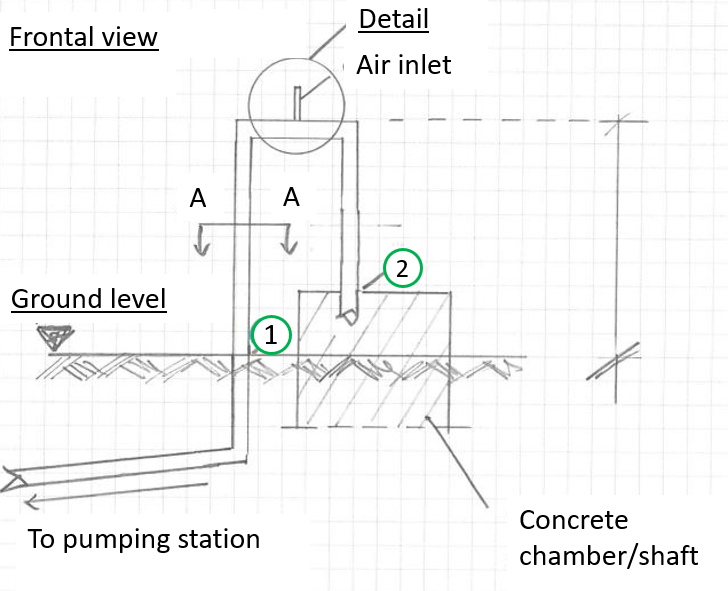 Frontal view
Detail
Air inlet
A A
2
Ground level
1
To pumping station
Concrete
chamber/shaft